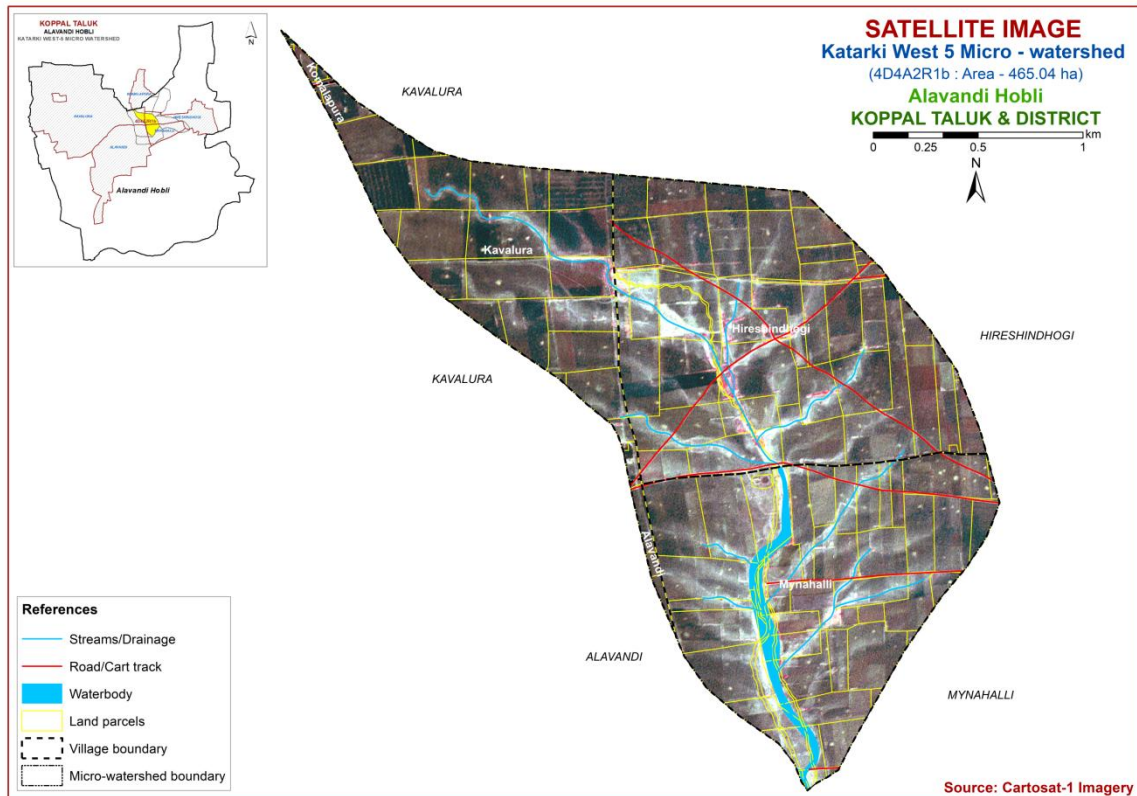 KOPPAL TALUK
ALAVANDI HOBLI
KATARKI WEST-5 MICRO WATERSHED
N
KAVALURA
ALAVANDI
Alavandi Hobli
SATELLITE IMAGE
Katarki West 5 Micro - watershed
(4D4A2R1b : Area - 465.04 ha)
Alavandi Hobli
KOPPAL TALUK & DISTRICT
km
0 0.25 0.5 1
N
Komalapura
KAVALURA
Kavalura
Hireshindhogi
HIRESHINDHOGI
KAVALURA
Alavandi
Mynahalli
ALAVANDI
MYNAHALLI
References
Streams/Drainage
Road/Cart track
Waterbody
Land parcels
Village boundary
Micro-watershed boundary
Source: Cartosat-1 Imagery